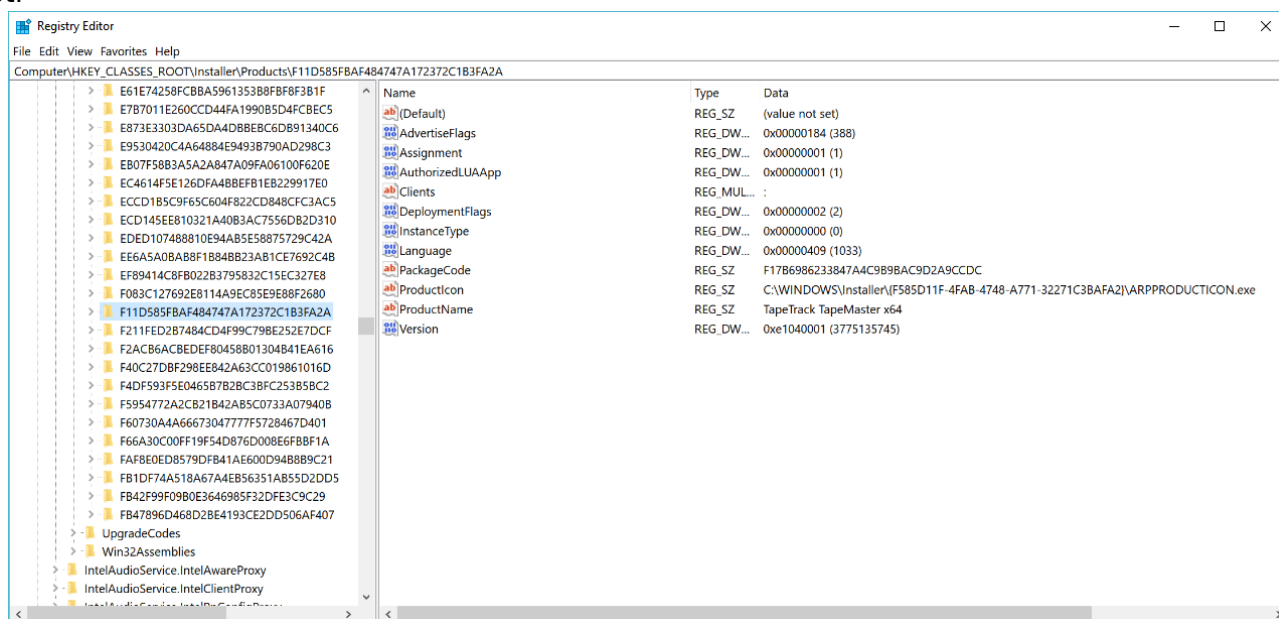 Registry Editor
File Edit View Favorites Help
Computer\HKEY_CLASSES_ROOT\Installer\Products\F11D585FBAF484747A172372C1B3FA2A
E61E74258FCBBA5961353B8FBF8F3B1F
E7B7011E260CCD44FA1990B5D4FCBEC5
E873E3303DA65DA4DBBEBC6DB91340C6
E9530420C4A64884E9493B790AD298C3
EB07F58B3A5A2A847A09FA06100F620E
EC4614F5E126DFA4BBEFB1EB229917E0
ECCD1B5C9F65C604F822CD848CFC3AC5
ECD145EE810321A40B3AC7556DB2D310
EDED107488810E94AB5E58875729C42A
EE6A5A0BAB8F1B84BB23AB1CE7692C4B
EF89414C8FB022B3795832C15EC327E8
F083C127692E8114A9EC85E9E88F2680
F11D585FBAF484747A172372C1B3FA2A
F211FED2B7484CD4F99C79BE252E7DCF
F2ACB6ACBEDEF80458B01304B41EA616
F40C27DBF298EE842A63CC019861016D
F4DF593F5E0465B7B2BC3BFC253B5BC2
F5954772A2CB21B42AB5C0733A07940B
F60730A4A66673047777F5728467D401
F66A30C00FF19F54D876D008E6FBBF1A
FAF8E0ED8579DFB41AE600D94B8B9C21
FB1DF74A518A67A4EB56351AB55D2DD5
FB42F99F09B0E3646985F32DFE3C9C29
FB47896D468D2BE4193CE2DD506AF407
UpgradeCodes
Win32Assemblies
IntelAudioService.IntelAwareProxy
IntelAudioService.IntelClientProxy
Name Type Data
(Default) REG_SZ (value not set)
AdvertiseFlags REG_DW... 0x00000184 (388)
Assignment REG_DW... 0x00000001 (1)
AuthorizedLUAApp REG_DW... 0x00000001 (1)
Clients REG_MUL... :
DeploymentFlags REG_DW... 0x00000002 (2)
InstanceType REG_DW... 0x00000000 (0)
Language REG_DW... 0x00000409 (1033)
PackageCode REG_SZ F17B6986233847A4C9B9BAC9D2A9CCDC
ProductIcon REG_SZ C:\WINDOWS\Installer\{F585D11F-4FAB-4748-A771-32271C3BAFA2}\ARPPRODUCTICON.exe
ProductName REG_SZ TapeTrack TapeMaster x64
Version REG_DW... 0xe1040001 (3775135745)